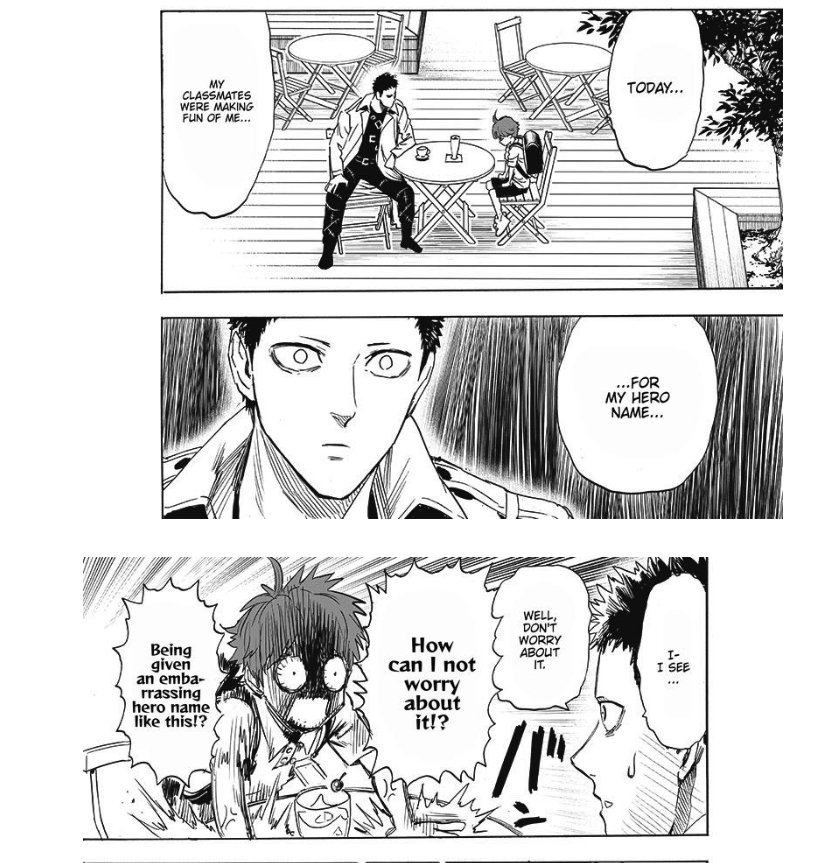 TODAY...
MY
CLASSMATES
WERE MAKING
FUN OF ME...
...FOR
MY HERO
NAME...
I-
I SEE
...
WELL,
DON'T
WORRY
ABOUT
IT.
How
can I not
worry
about
it!?
Being
given
an emba-
rrassing
hero name
like this!?